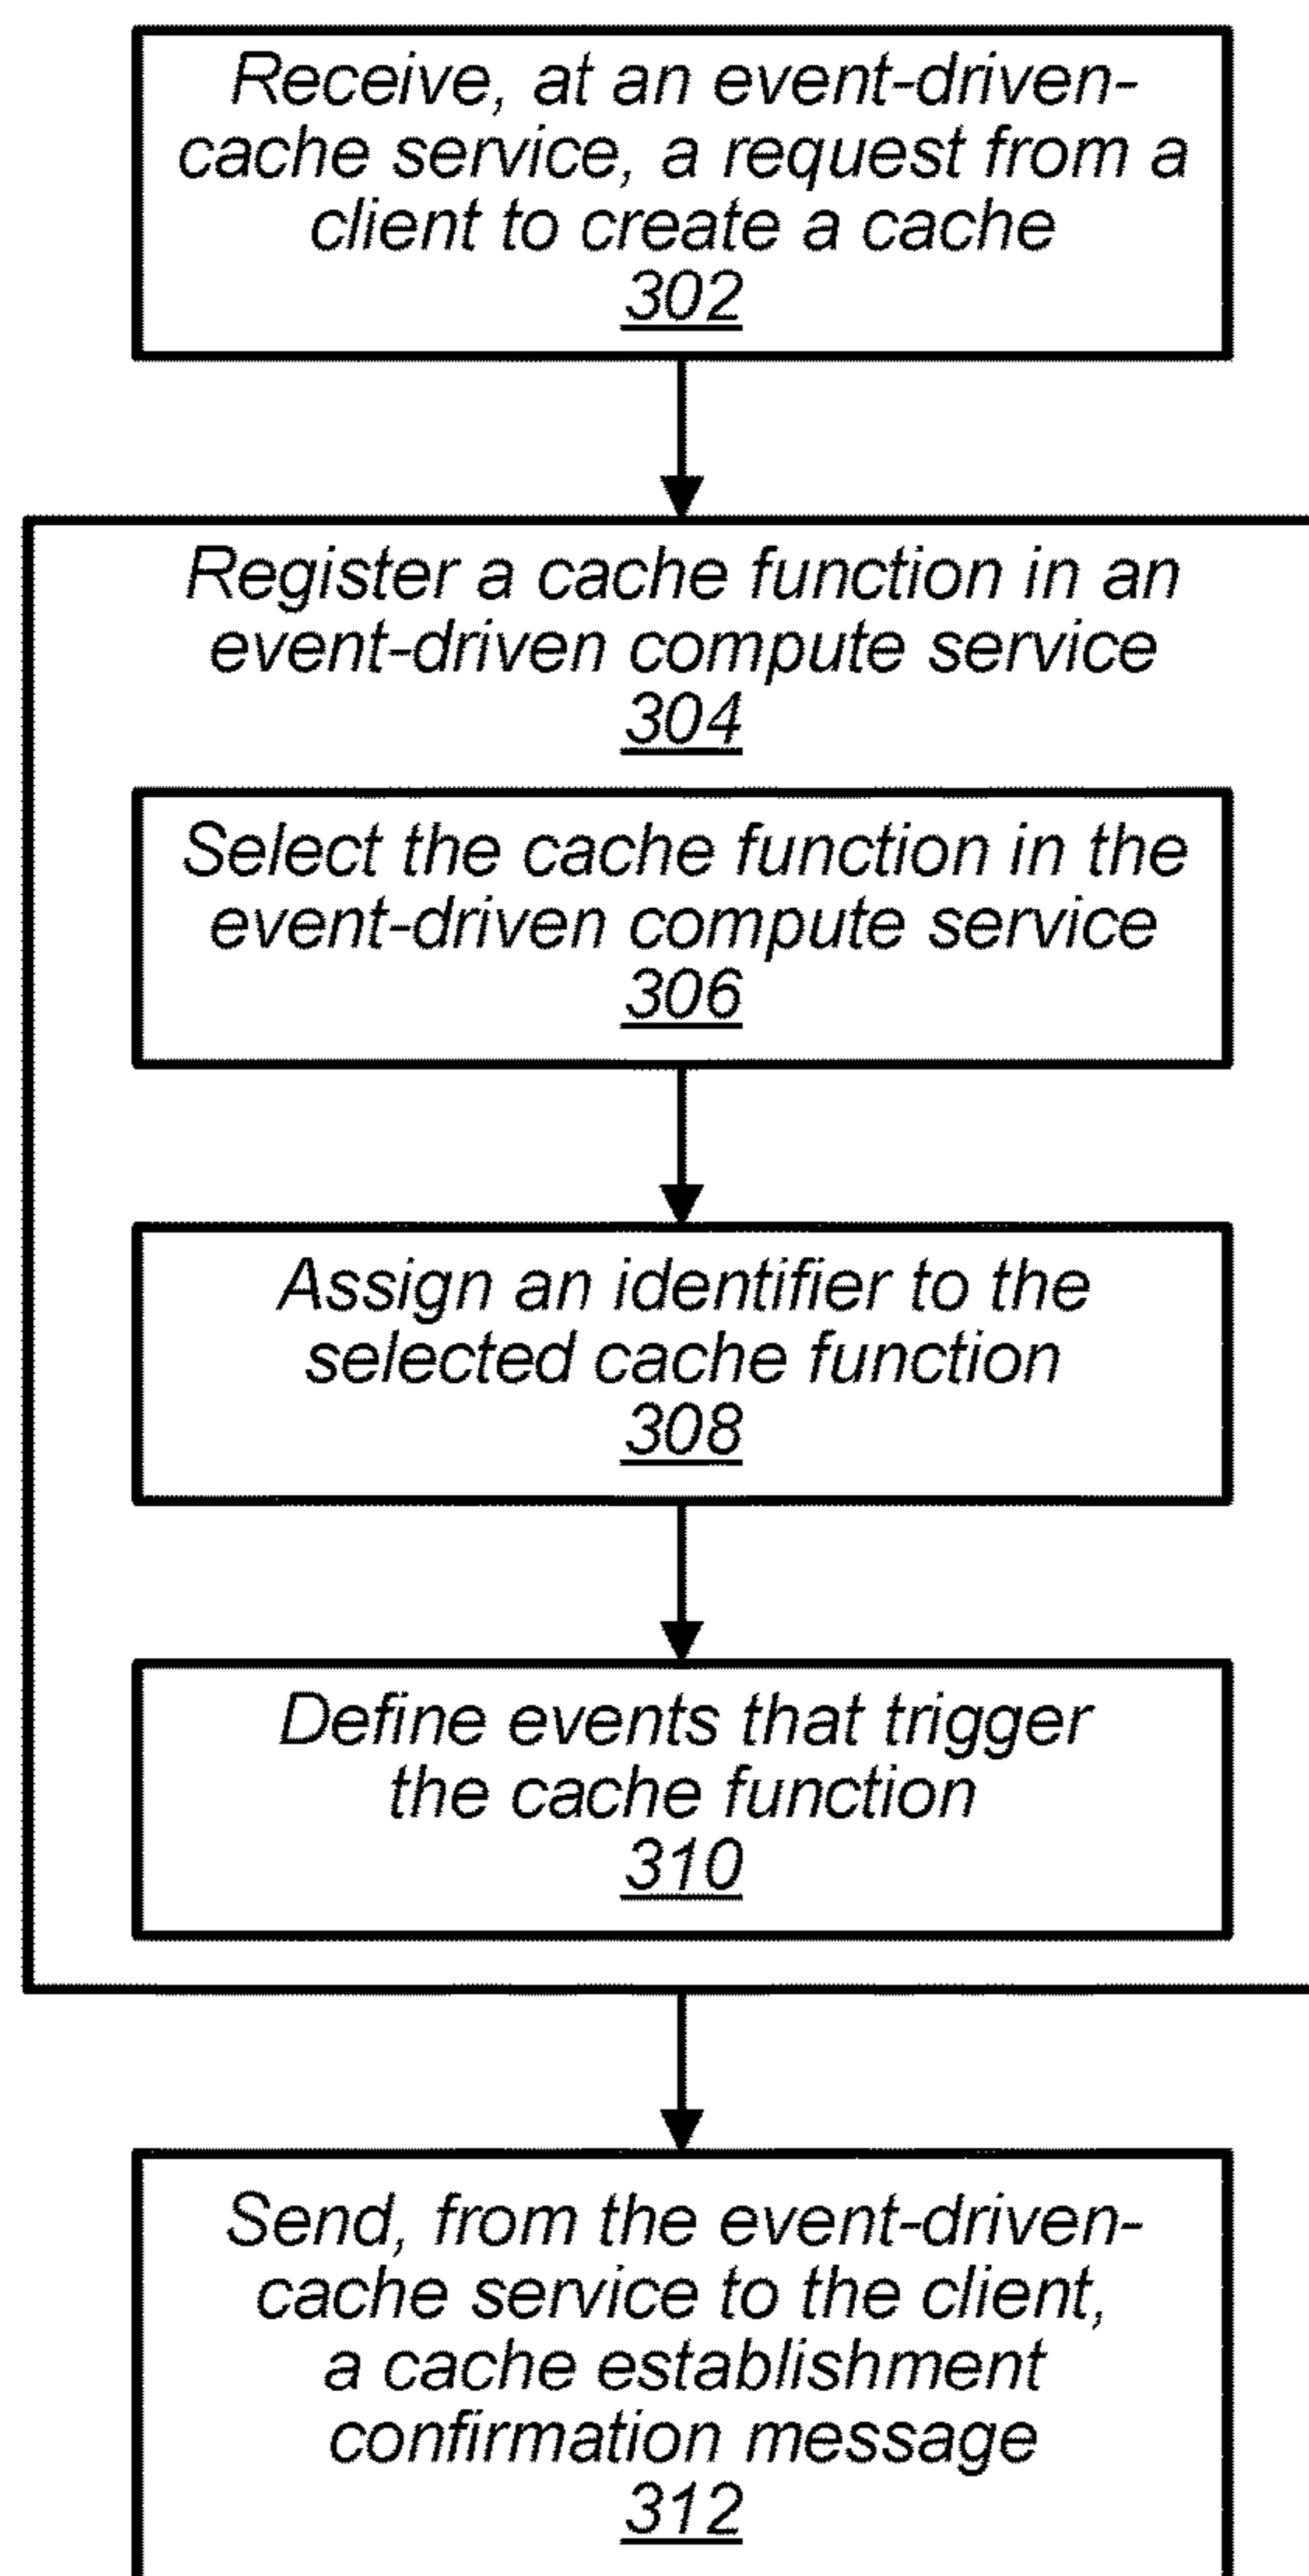 Receive, at an event-driven-
cache service, a request from a
client to create a cache
302
Register a cache function in an
event-driven compute service
304
Select the cache function in the
event-driven compute service
306
Assign an identifier to the
selected cache function
308
Define events that trigger
the cache function
310
Send, from the event-driven-
cache service to the client,
a cache establishment
confirmation message
312